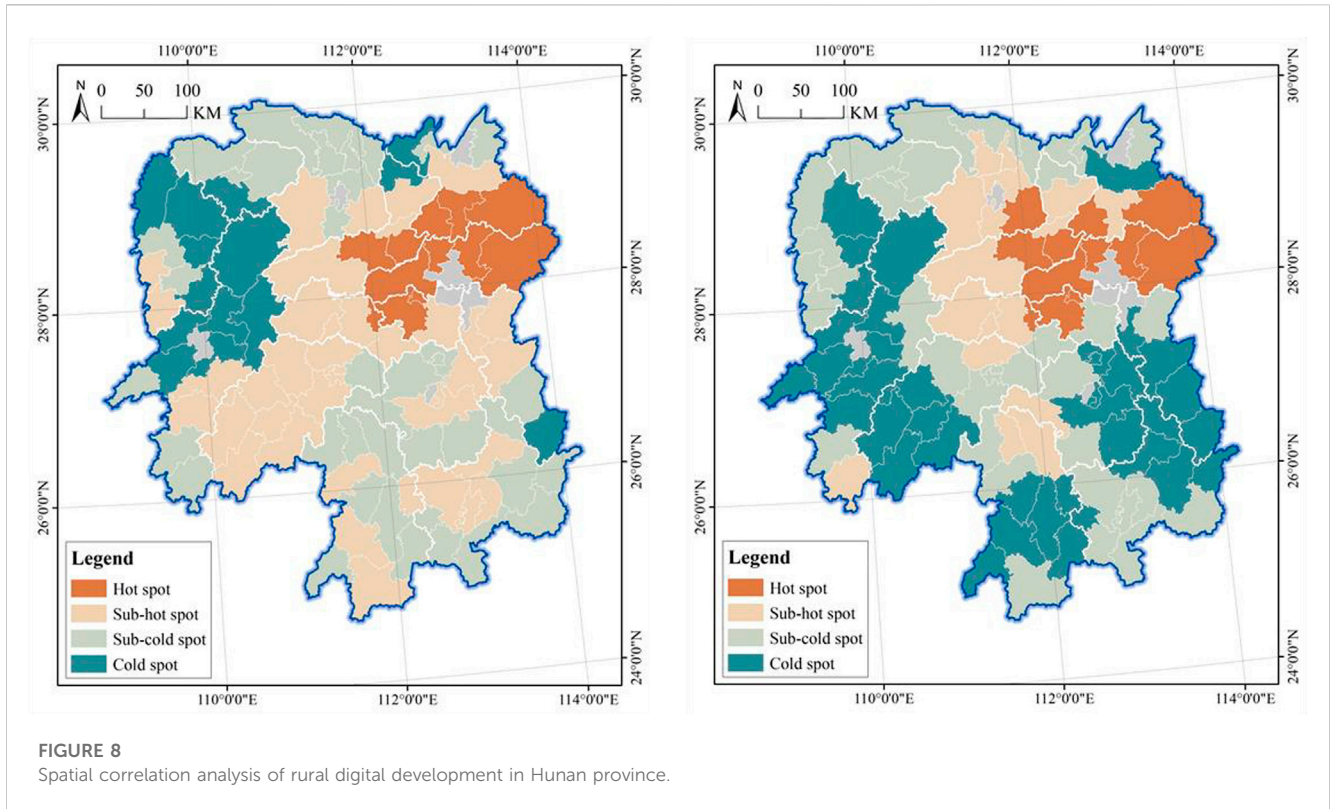 110°0'0"E 112°0'0"E 114°0'0"E
N
0 50 100
KM
30°0'0"N
30°0'0"N
28°0'0"N
28°0'0"N
26°0'0"N
26°0'0"N
24°0'0"N
Legend
Hot spot
Sub-hot spot
Sub-cold spot
Cold spot
110°0'0"E 112°0'0"E 114°0'0"E
110°0'0"E 112°0'0"E 114°0'0"E
N
0 50 100
KM
30°0'0"N
30°0'0"N
28°0'0"N
28°0'0"N
26°0'0"N
26°0'0"N
24°0'0"N
Legend
Hot spot
Sub-hot spot
Sub-cold spot
Cold spot
110°0'0"E 112°0'0"E 114°0'0"E
FIGURE 8
Spatial correlation analysis of rural digital development in Hunan province.